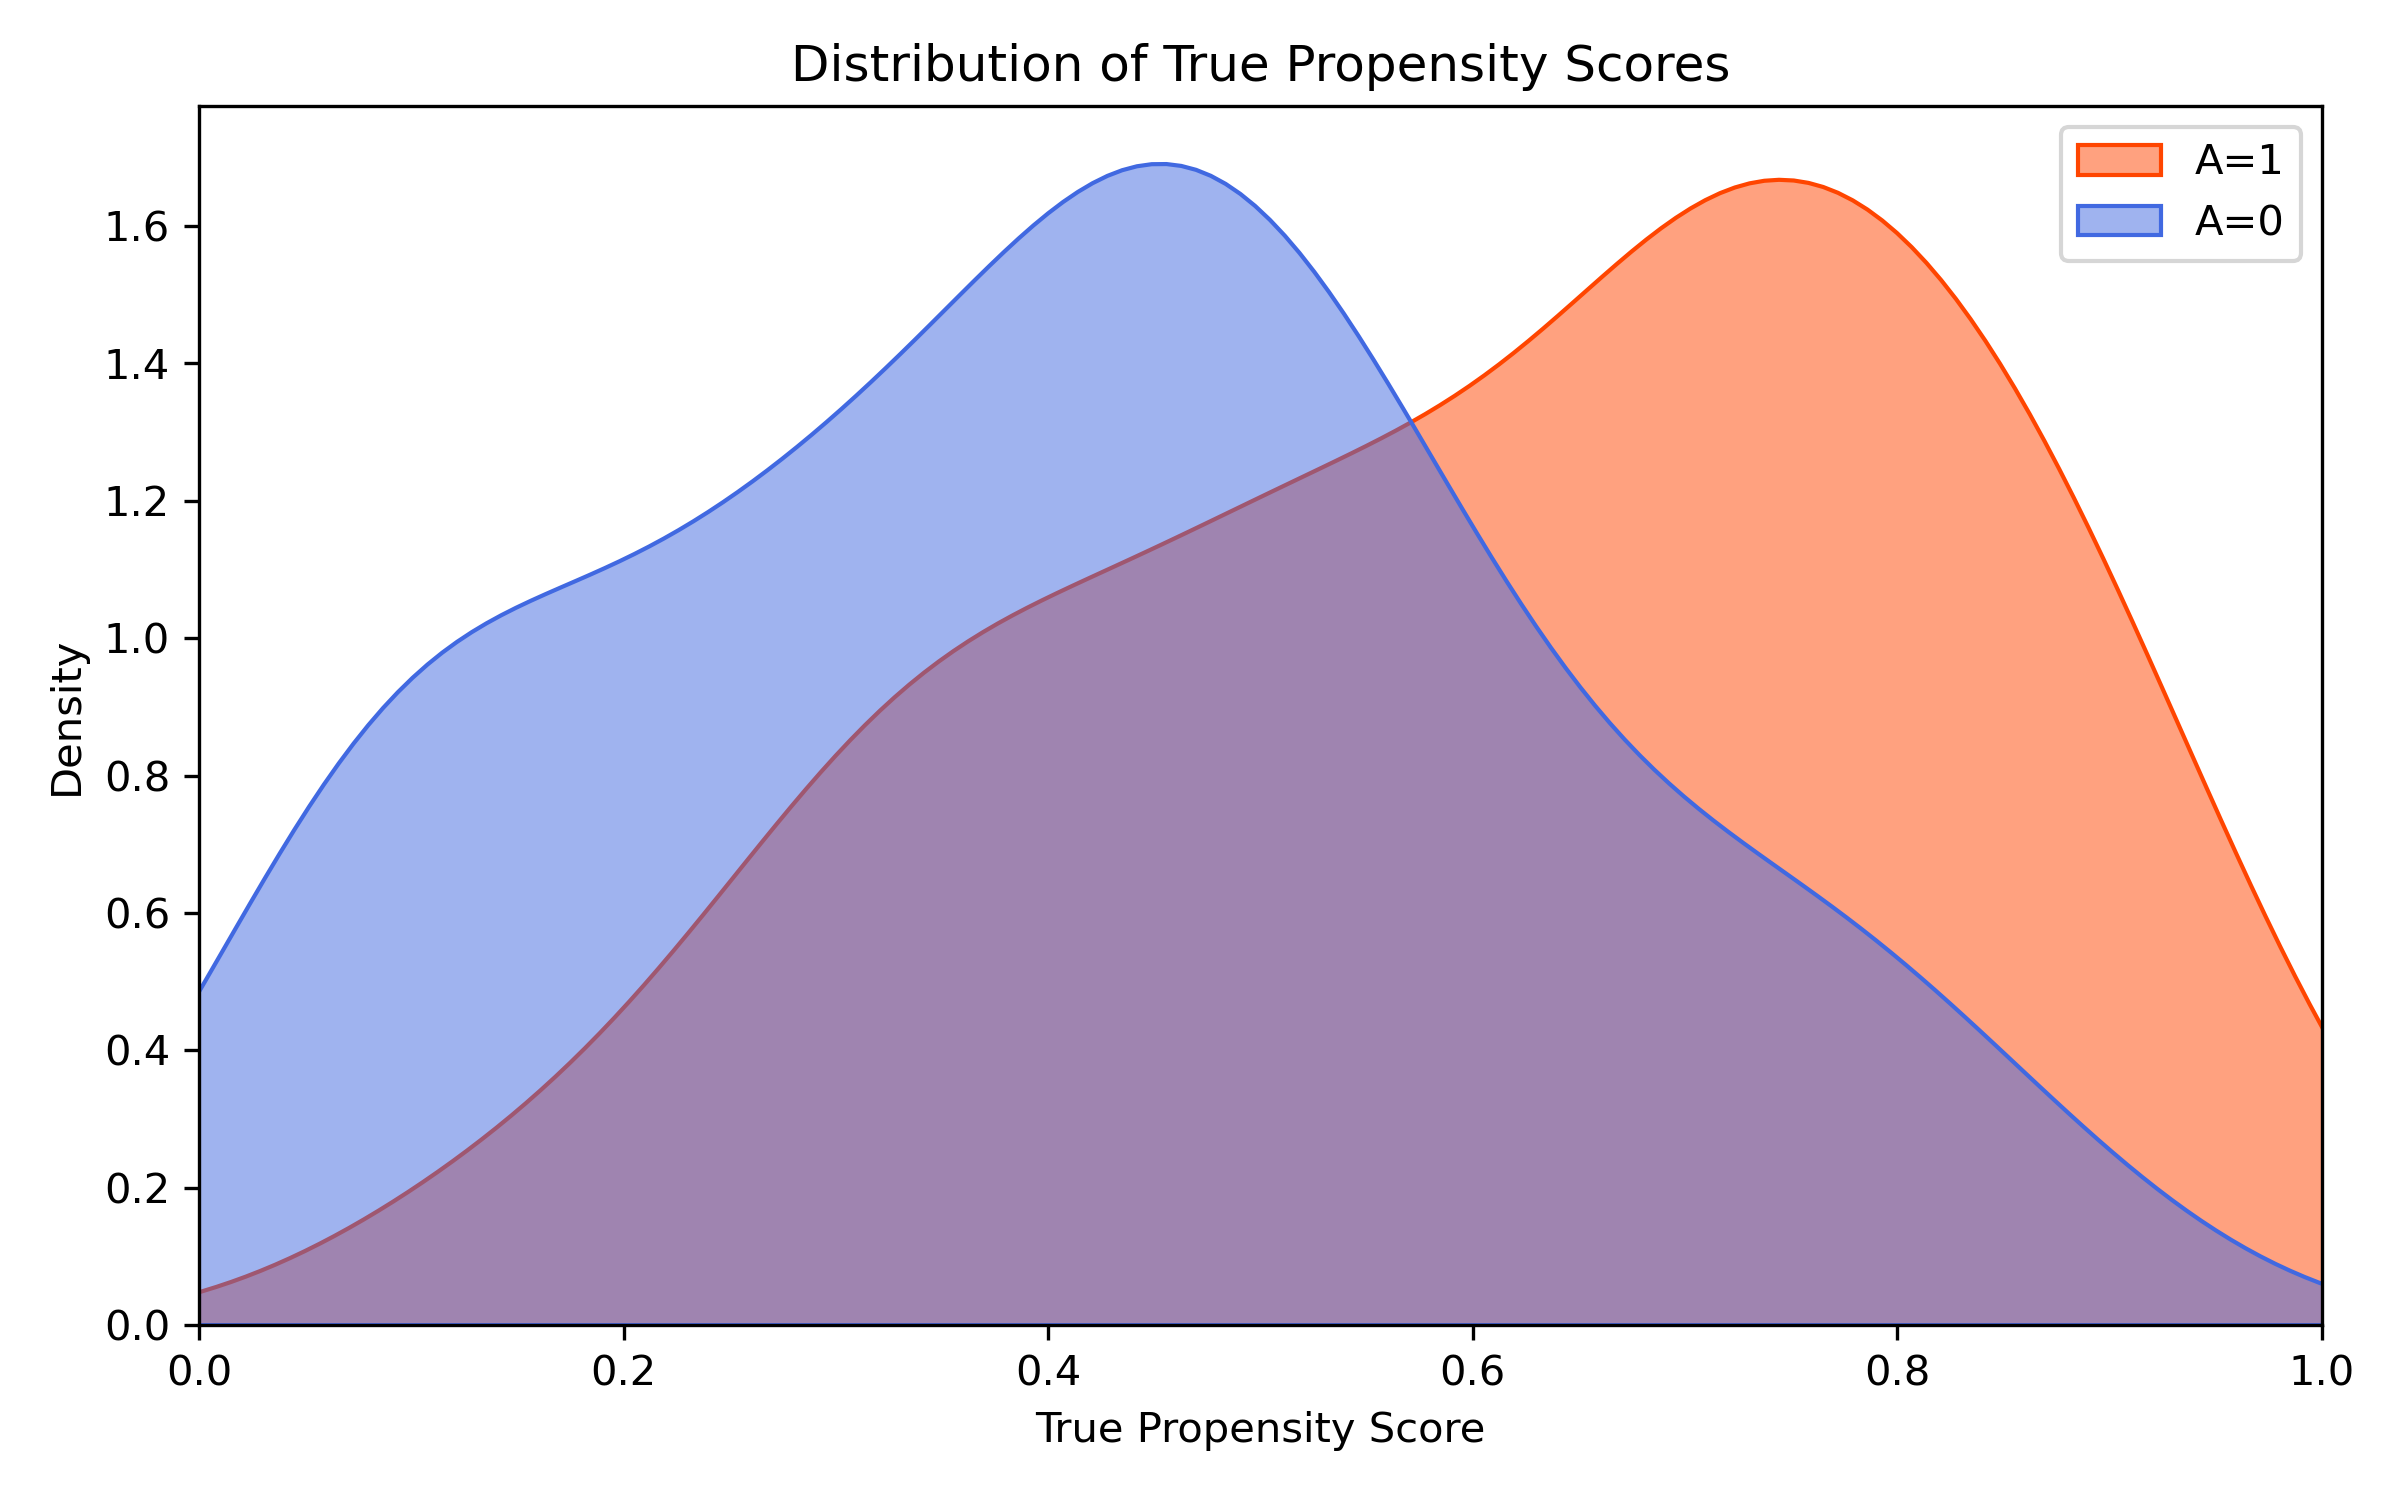 Distribution of True Propensity Scores
A=1
A=0
Density
1.6
1.4
1.2
1.0
0.8
0.6
0.4
0.2
0.0
0.0 0.2 0.4 0.6 0.8 1.0
True Propensity Score